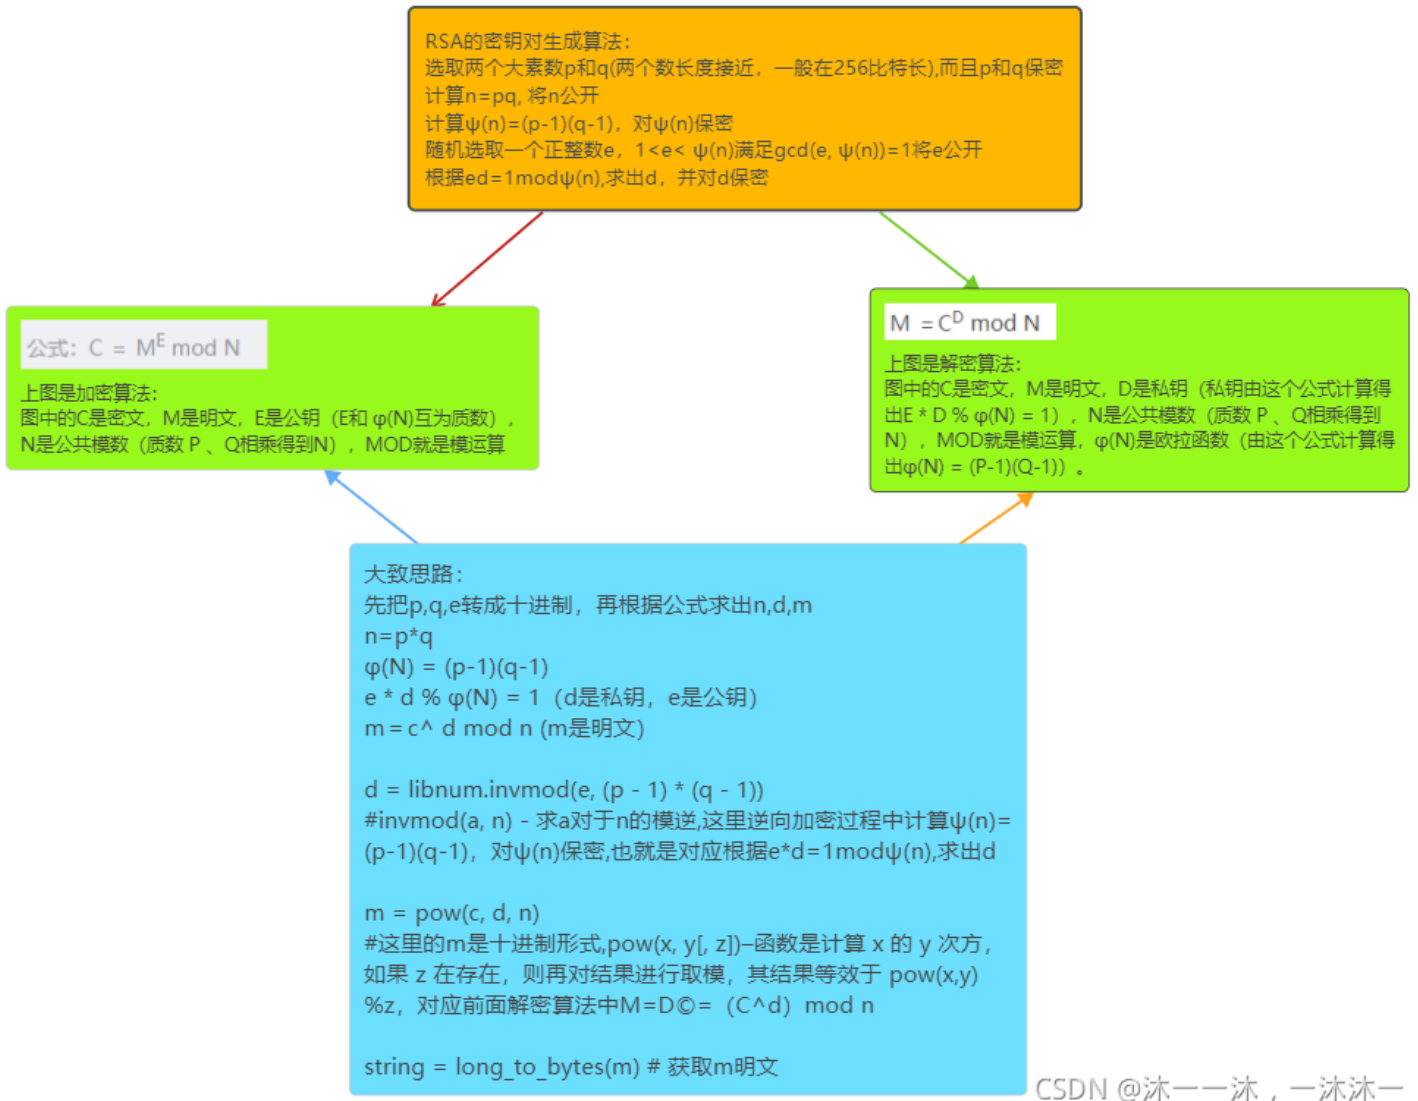 RSA的密钥对生成算法：
选取两个大素数p和q(两个数长度接近，一般在256比特长),而且p和q保密
计算n=pq, 将n公开
计算ψ(n)=(p-1)(q-1)，对ψ(n)保密
随机选取一个正整数e，1<e< ψ(n)满足gcd(e, ψ(n))=1将e公开
根据ed=1modψ(n),求出d，并对d保密
公式：C = M^E mod N
上图是加密算法：
图中的C是密文，M是明文，E是公钥（E和 φ(N)互为质数），
N是公共模数（质数 P 、Q相乘得到N），MOD就是模运算
M = C^D mod N
上图是解密算法：
图中的C是密文，M是明文，D是私钥（私钥由这个公式计算得
出E * D % φ(N) = 1），N是公共模数（质数 P 、Q相乘得到
N），MOD就是模运算，φ(N)是欧拉函数（由这个公式计算得
出φ(N) = (P-1)(Q-1)）。
大致思路：
先把p,q,e转成十进制，再根据公式求出n,d,m
n=p*q
φ(N) = (p-1)(q-1)
e * d % φ(N) = 1（d是私钥，e是公钥）
m＝c^ d mod n (m是明文)
d = libnum.invmod(e, (p - 1) * (q - 1))
#invmod(a, n) - 求a对于n的模逆,这里逆向加密过程中计算ψ(n)=
(p-1)(q-1)，对ψ(n)保密,也就是对应根据e*d=1modψ(n),求出d
m = pow(c, d, n)
#这里的m是十进制形式,pow(x, y[, z])–函数是计算 x 的 y 次方，
如果 z 在存在，则再对结果进行取模，其结果等效于 pow(x,y)
%z，对应前面解密算法中M=D©=（C^d）mod n
string = long_to_bytes(m) # 获取m明文
CSDN @沐一一沐，一沐沐一